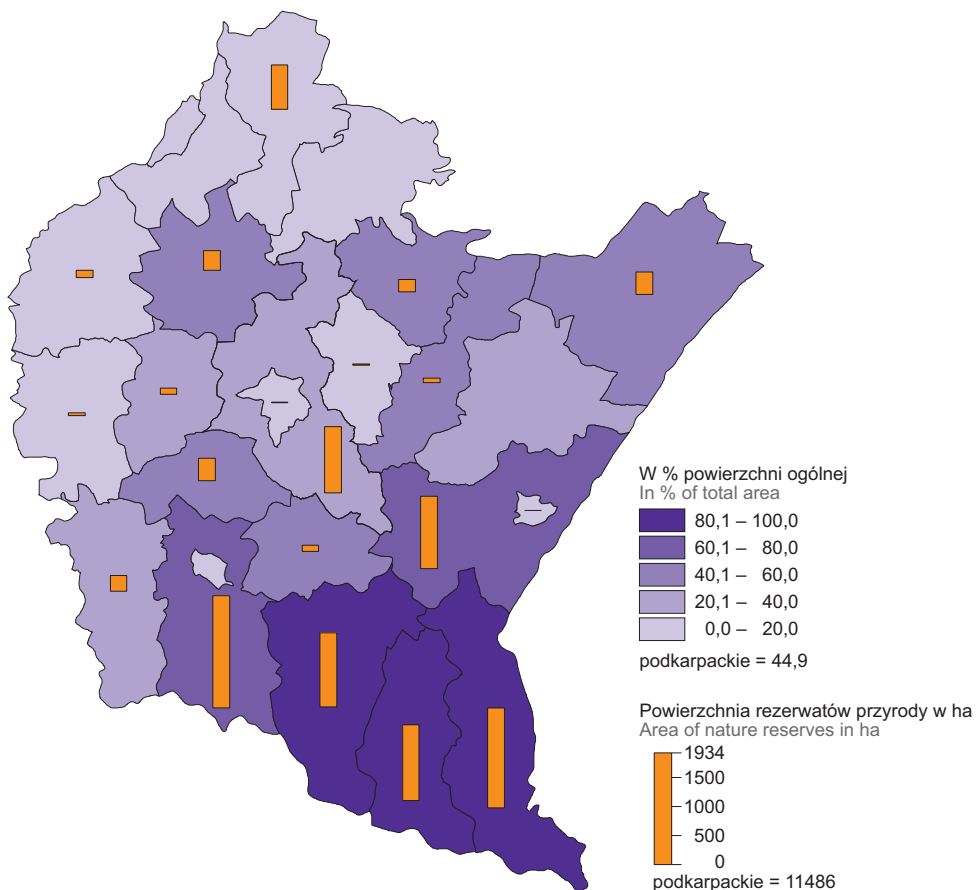 W % powierzchni ogólnej
In % of total area
80,1 – 100,0
60,1 – 80,0
40,1 – 60,0
20,1 – 40,0
0,0 – 20,0
podkarpackie = 44,9
Powierzchnia rezerwatów przyrody w ha
Area of nature reserves in ha
1934
1500
1000
500
0
podkarpackie = 11486